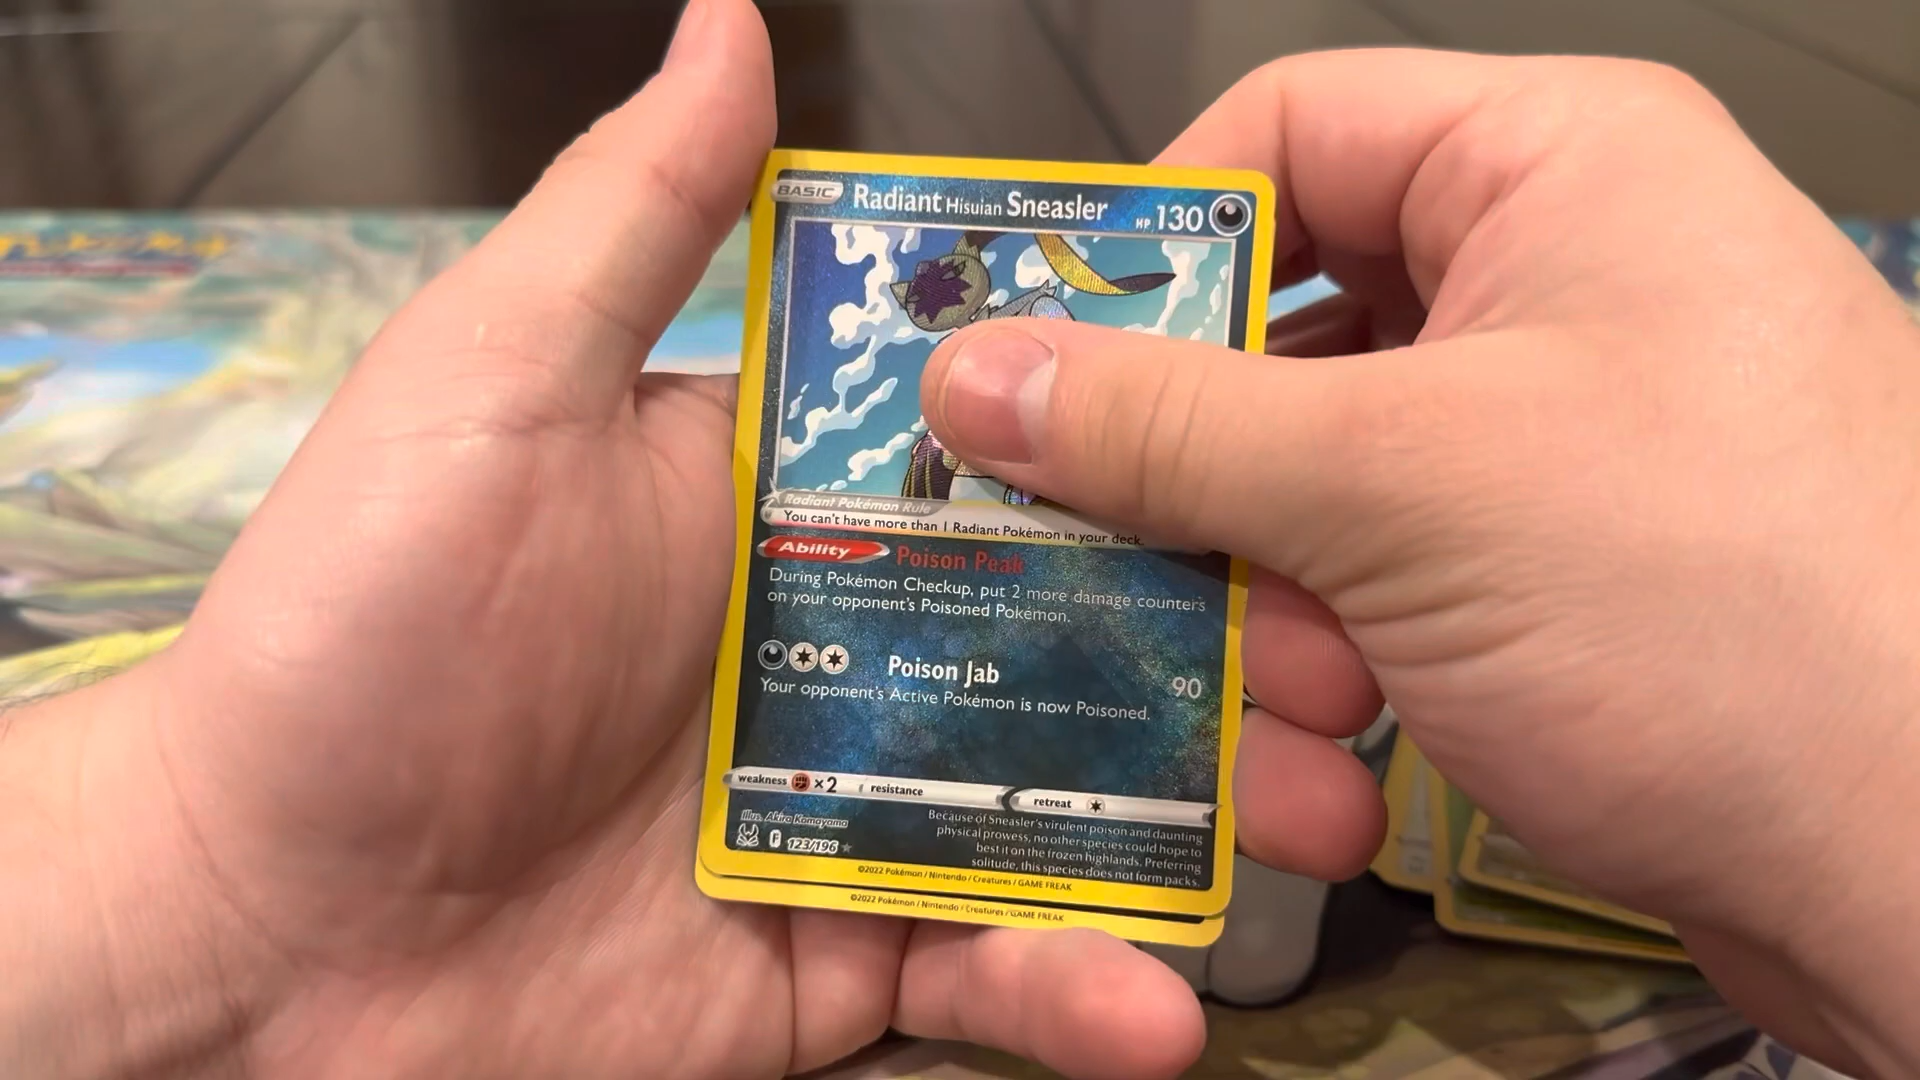 BASIC Radiant Hisuian Sneasler HP 130
Radiant Pokémon Rule
You can't have more than 1 Radiant Pokémon in your deck.
Ability Poison Peak
During Pokémon Checkup, put 2 more damage counters
on your opponent's Poisoned Pokémon.
Poison Jab 90
Your opponent's Active Pokémon is now Poisoned.
weakness ×2 resistance retreat
Illus. Akira Komayama
F 123/196 ★
Because of Sneasler's virulent poison and daunting
physical prowess, no other species could hope to
best it on the frozen highlands. Preferring
solitude, this species does not form packs.
©2022 Pokémon / Nintendo / Creatures / GAME FREAK
©2022 Pokémon / Nintendo / Creatures / GAME FREAK